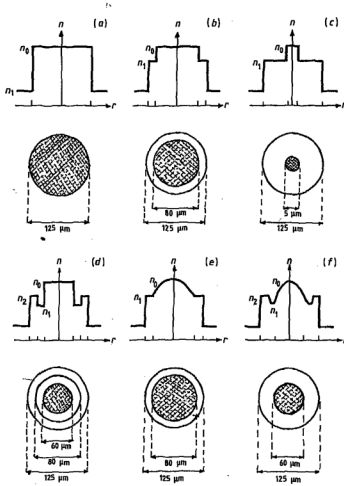 n (a) n (b) n (c)
n₀ n₀ n₀
n₁ n₁
n₁ r r r
80 μm 5 μm
125 μm 125 μm 125 μm
n (d) n (e) n (f)
n₀ n₀ n₀
n₂ n₁ n₂
n₁ n₁
r r r
60 μm 80 μm 60 μm
80 μm
125 μm 125 μm 125 μm